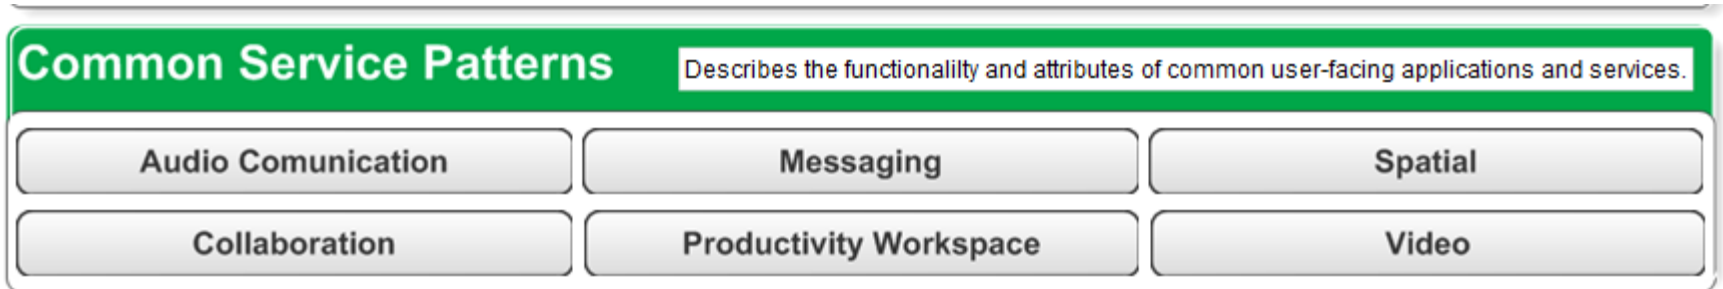 Common Service Patterns
Describes the functionalilty and attributes of common user-facing applications and services.
Audio Comunication
Messaging
Spatial
Collaboration
Productivity Workspace
Video